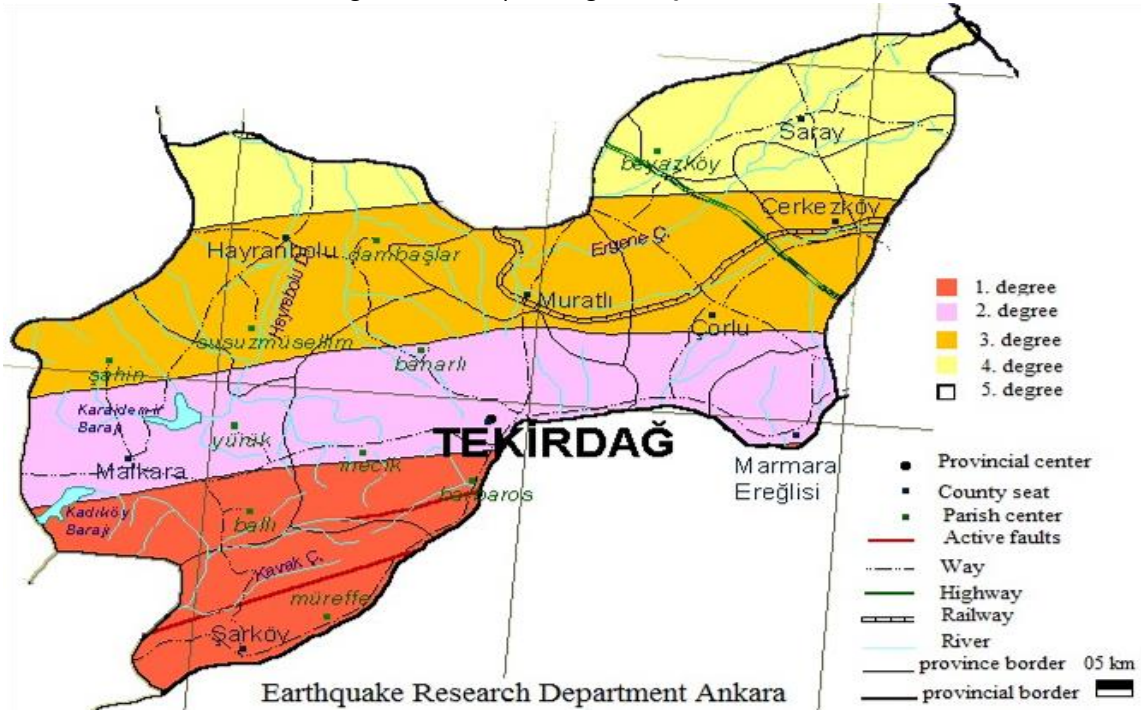 Saray
beyazköy
Çerkezköy
Hayranbolu
dambaşlar
Ergene Ç.
Hayrebolu D.
Muratlı
Çorlu
susuzmüsellim
banarlı
şahin
Karaidemir
Barajı
yürük
TEKİRDAĞ
Malkara
inecik
Marmara
Ereğlisi
barbaros
Kadıköy
Barajı
ballı
Kavak Ç.
müreffe
Şarköy
1. degree
2. degree
3. degree
4. degree
5. degree
Provincial center
County seat
Parish center
Active faults
Way
Highway
Railway
River
province border 05 km
provincial border
Earthquake Research Department Ankara